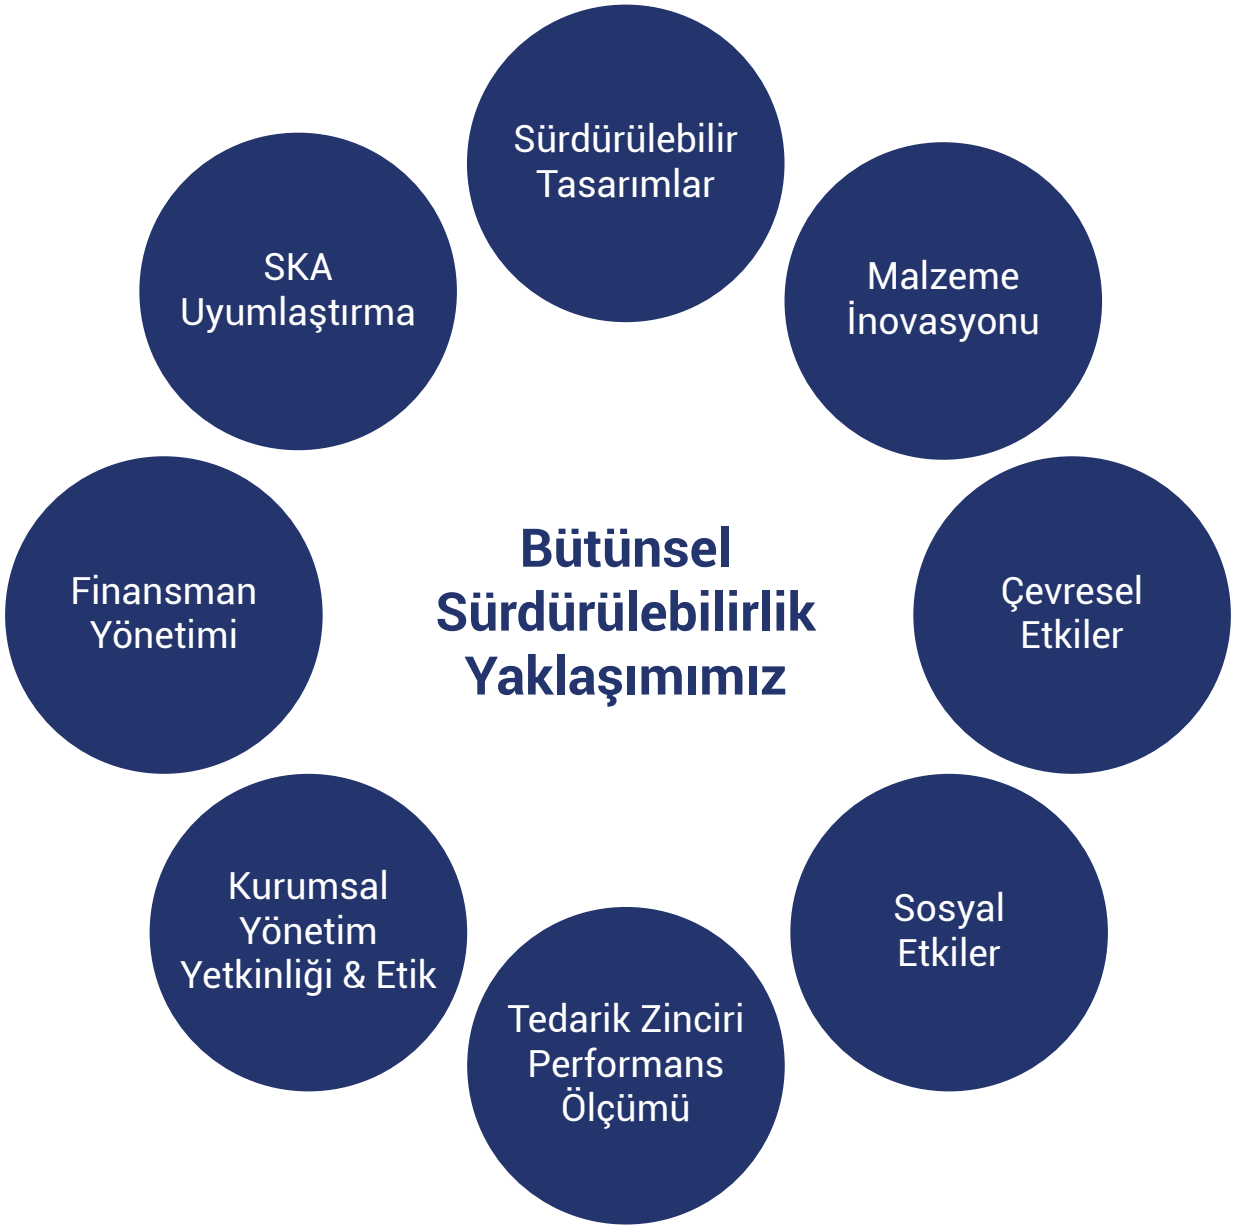 Sürdürülebilir
Tasarımlar
Malzeme
İnovasyonu
Çevresel
Etkiler
Sosyal
Etkiler
Tedarik Zinciri
Performans
Ölçümü
Kurumsal
Yönetim
Yetkinliği & Etik
Finansman
Yönetimi
SKA
Uyumlaştırma
Bütünsel
Sürdürülebilirlik
Yaklaşımımız